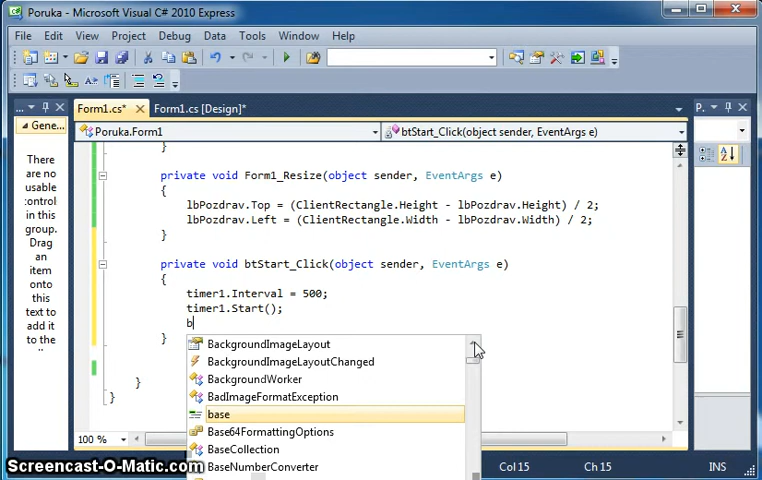 Poruka - Microsoft Visual C# 2010 Express
File Edit View Project Debug Data Tools Window Help
Form1.cs* Form1.cs [Design]*
P.
Gene...
Poruka.Form1 btStart_Click(object sender, EventArgs e)
There
are no
usable
controls
in this
group.
Drag
an
item
onto
this
text to
add it
to the
}
private void Form1_Resize(object sender, EventArgs e)
{
lbPozdrav.Top = (ClientRectangle.Height - lbPozdrav.Height) / 2;
lbPozdrav.Left = (ClientRectangle.Width - lbPozdrav.Width) / 2;
}
private void btStart_Click(object sender, EventArgs e)
{
timer1.Interval = 500;
timer1.Start();
b
}
}
}
BackgroundImageLayout
BackgroundImageLayoutChanged
BackgroundWorker
BadImageFormatException
base
Base64FormattingOptions
BaseCollection
BaseNumberConverter
100 %
Screencast-O-Matic.com
Col 15 Ch 15 INS